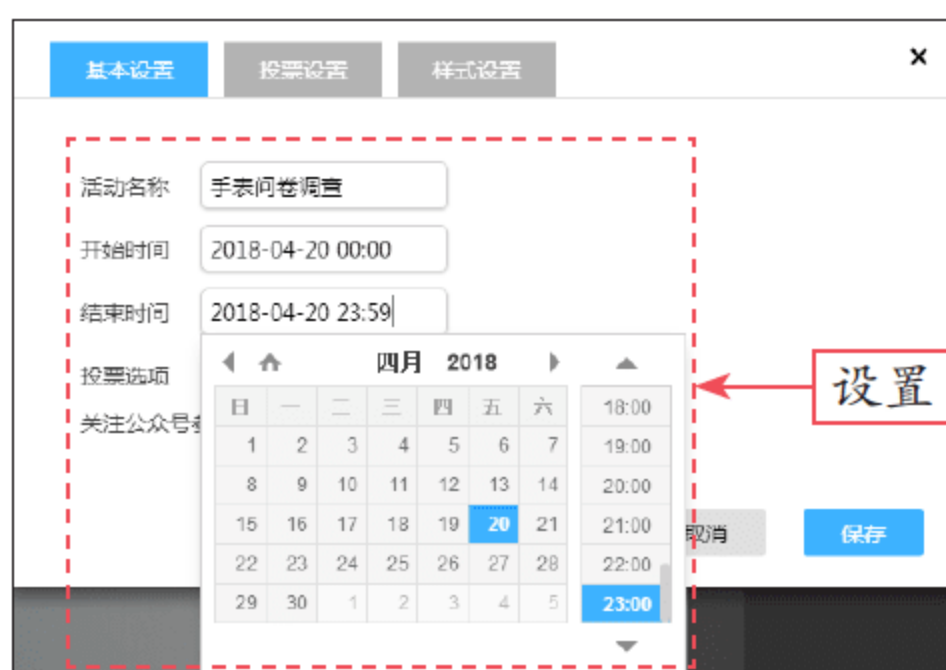 基本设置 投票设置 样式设置 ×
活动名称 手表问卷调查
开始时间 2018-04-20 00:00
结束时间 2018-04-20 23:59
四月 2018
投票选项
日 一 二 三 四 五 六 18:00
设置
关注公众号
1 2 3 4 5 6 7 19:00
8 9 10 11 12 13 14 20:00
15 16 17 18 19 20 21 21:00
取消 保存
22 23 24 25 26 27 28 22:00
29 30 1 2 3 4 5 23:00